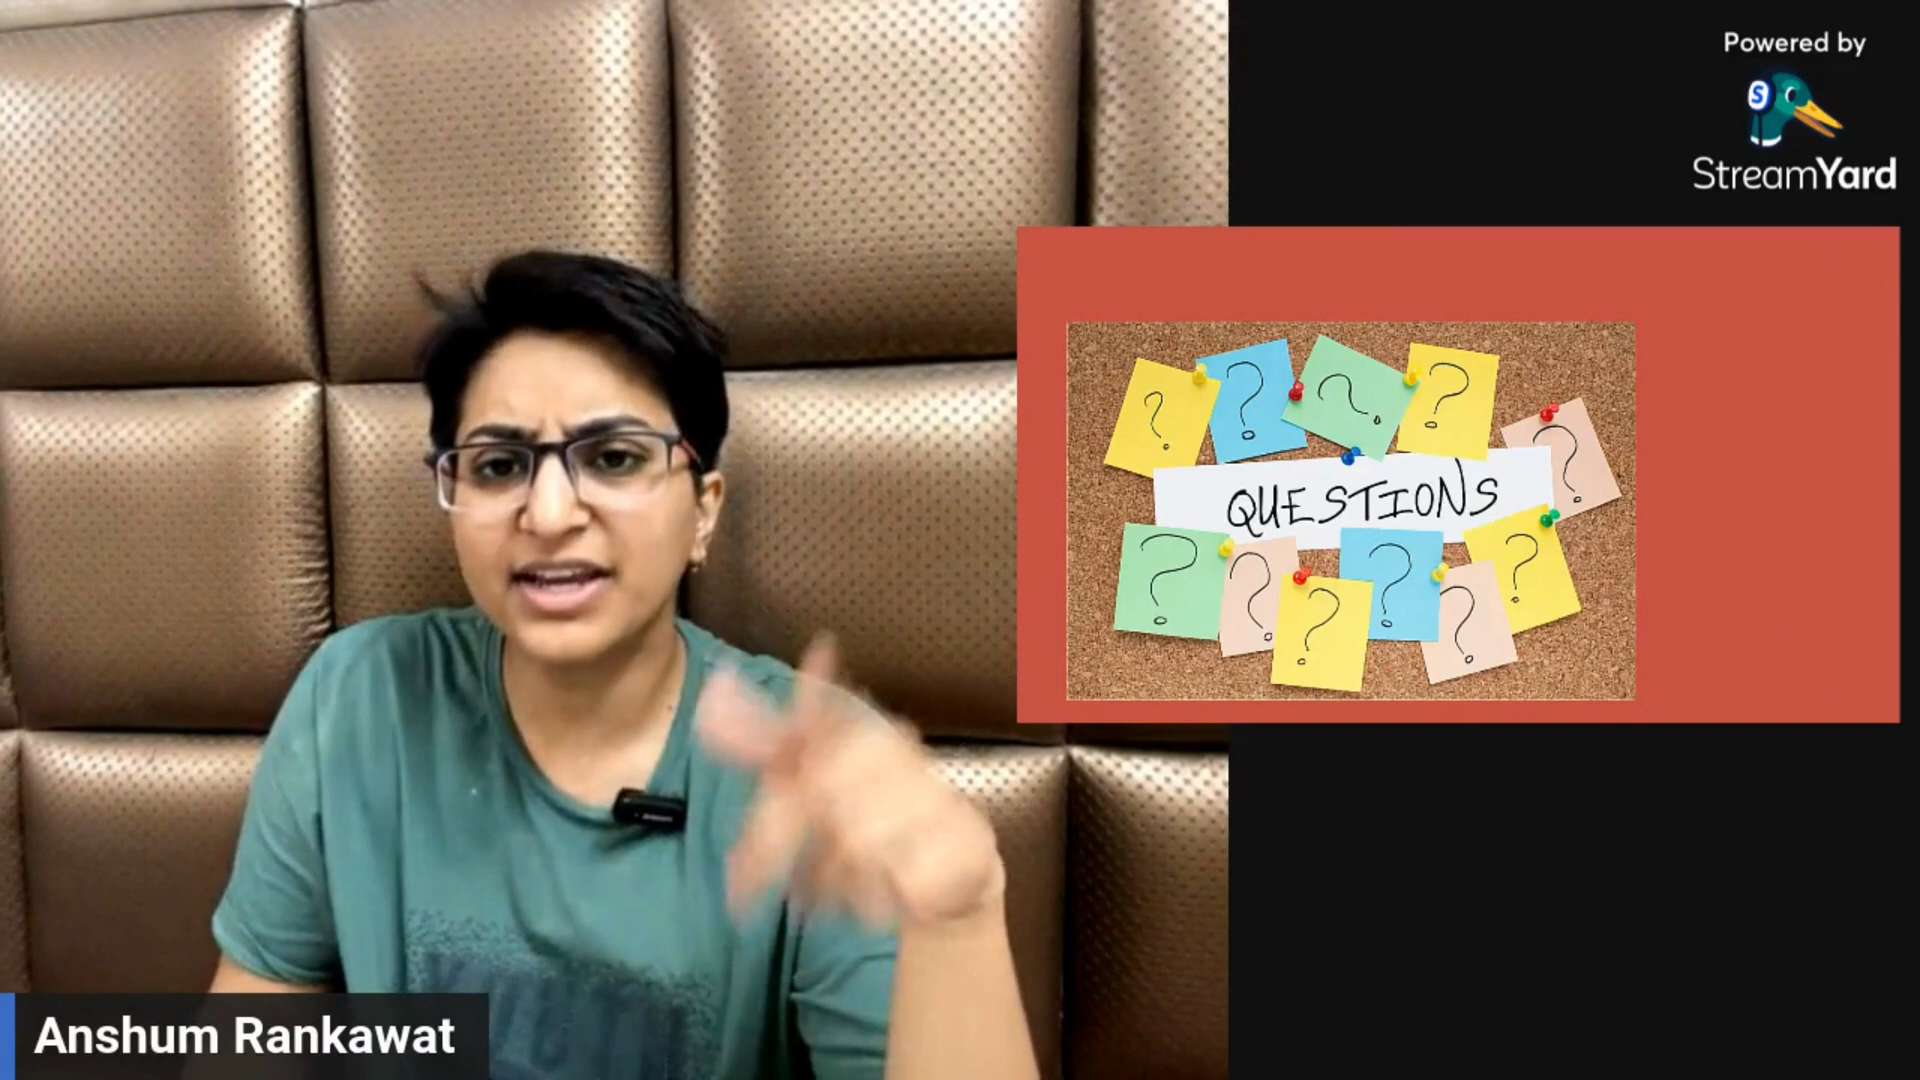 Powered by
S
StreamYard
? ? ? ? ?
QUESTIONS
? ? ? ? ? ?
Anshum Rankawat